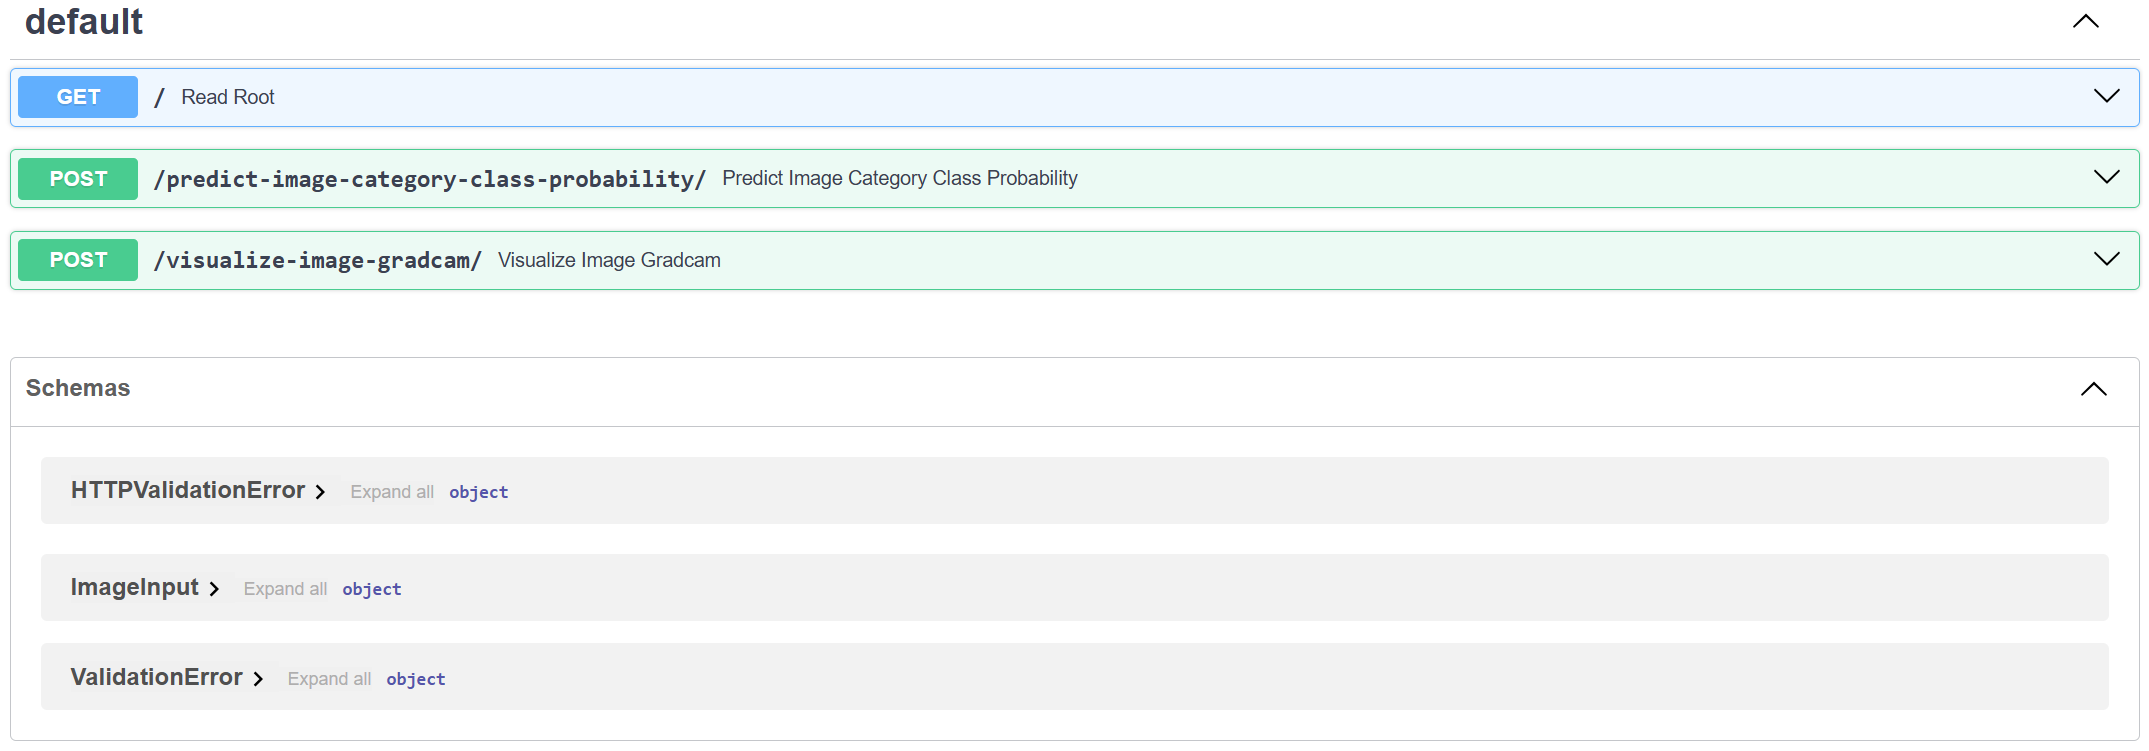 default
GET / Read Root
POST /predict-image-category-class-probability/ Predict Image Category Class Probability
POST /visualize-image-gradcam/ Visualize Image Gradcam
Schemas
HTTPValidationError Expand all object
ImageInput Expand all object
ValidationError Expand all object